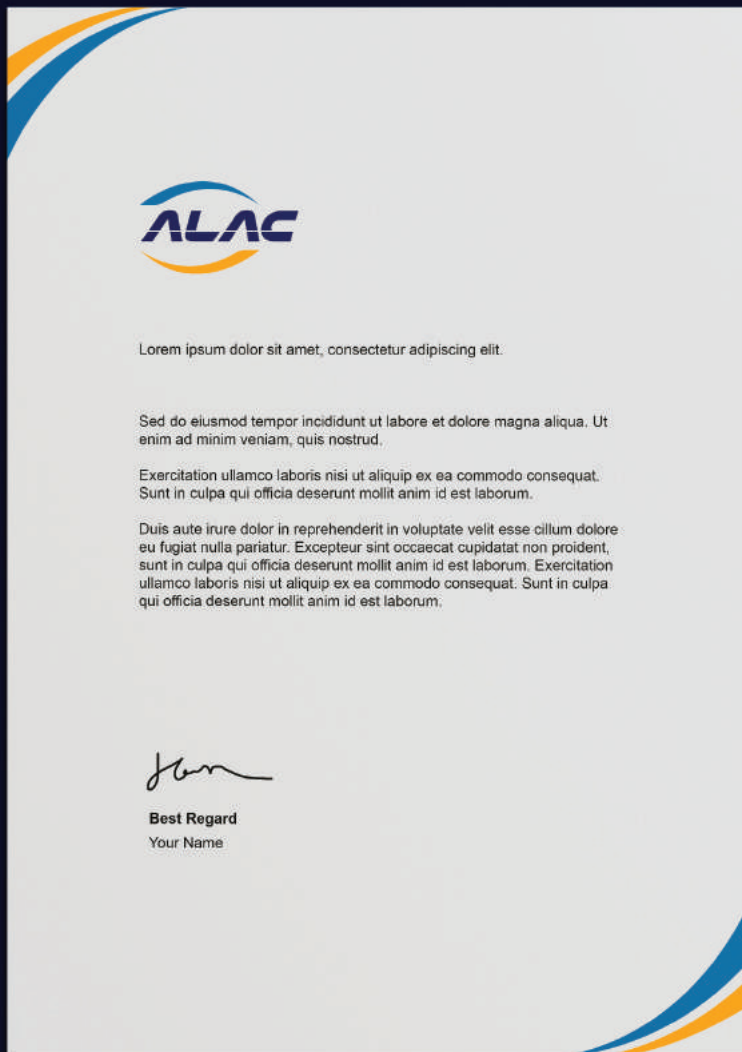 ALAC
Lorem ipsum dolor sit amet, consectetur adipiscing elit.
Sed do eiusmod tempor incididunt ut labore et dolore magna aliqua. Ut
enim ad minim veniam, quis nostrud.
Exercitation ullamco laboris nisi ut aliquip ex ea commodo consequat.
Sunt in culpa qui officia deserunt mollit anim id est laborum.
Duis aute irure dolor in reprehenderit in voluptate velit esse cillum dolore
eu fugiat nulla pariatur. Excepteur sint occaecat cupidatat non proident,
sunt in culpa qui officia deserunt mollit anim id est laborum. Exercitation
ullamco laboris nisi ut aliquip ex ea commodo consequat. Sunt in culpa
qui officia deserunt mollit anim id est laborum.
Best Regard
Your Name